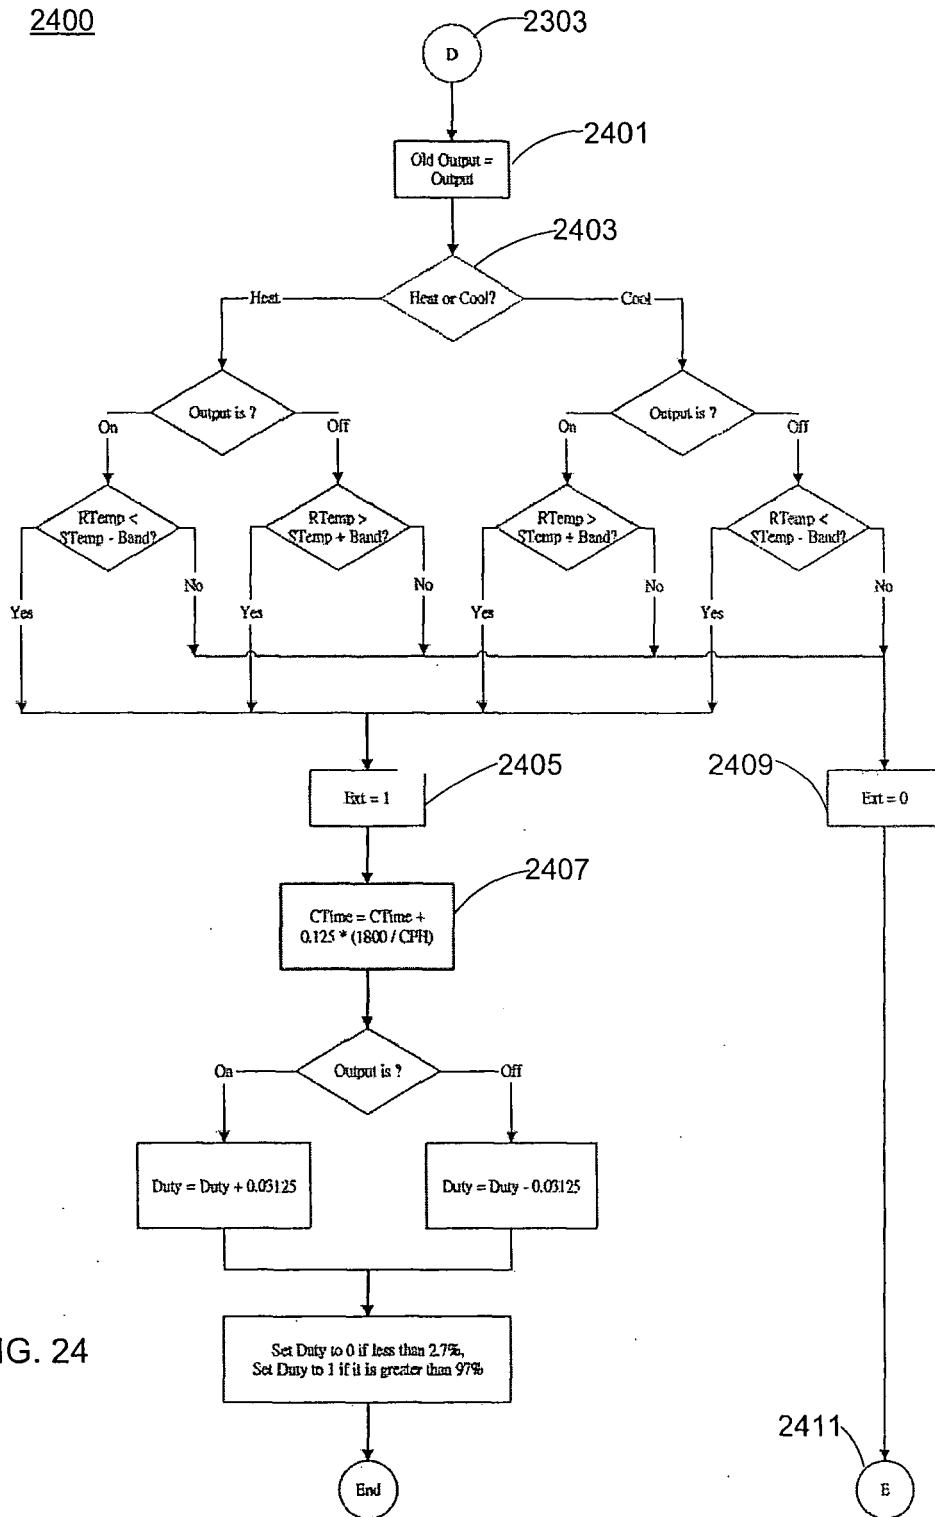 2400
2303
D
2401
Old Output =
Output
2403
Heat or Cool?
Heat
Cool
Output is ?
Output is ?
On
Off
On
Off
RTemp <
STemp - Band?
RTemp >
STemp + Band?
RTemp >
STemp + Band?
RTemp <
STemp - Band?
No
No
No
No
Yes
Yes
Yes
Yes
2405
2409
Ext = 1
Ext = 0
2407
CTime = CTime +
0.125 * (1800 / CPH)
Output is ?
On
Off
Duty = Duty + 0.03125
Duty = Duty - 0.03125
Set Duty to 0 if less than 2.7%,
Set Duty to 1 if it is greater than 97%
IG. 24
2411
End
E